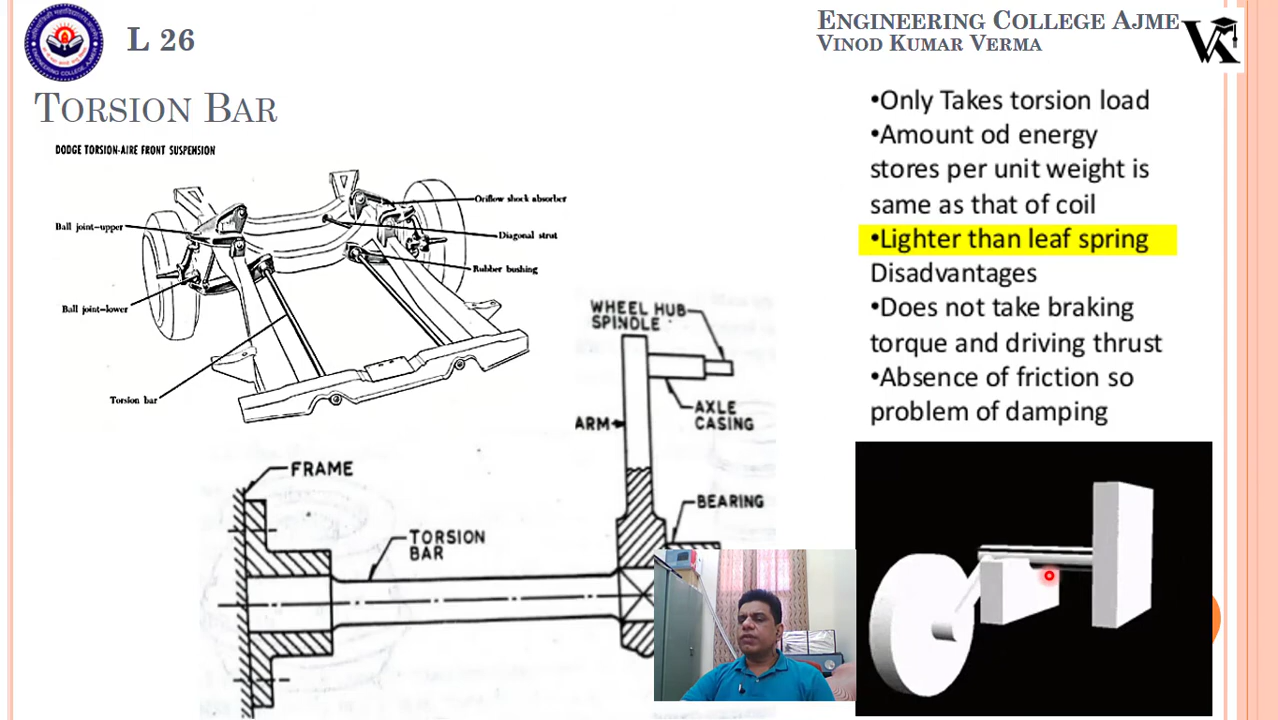 L 26
ENGINEERING COLLEGE AJME
VINOD KUMAR VERMA
TORSION BAR
DODGE TORSION-AIRE FRONT SUSPENSION
Oriflow shock absorber
Ball joint—upper
Diagonal strut
Rubber bushing
Ball joint—lower
Torsion bar
WHEEL HUB
SPINDLE
AXLE
CASING
ARM
FRAME
BEARING
TORSION
BAR
•Only Takes torsion load
•Amount od energy
stores per unit weight is
same as that of coil
•Lighter than leaf spring
Disadvantages
•Does not take braking
torque and driving thrust
•Absence of friction so
problem of damping